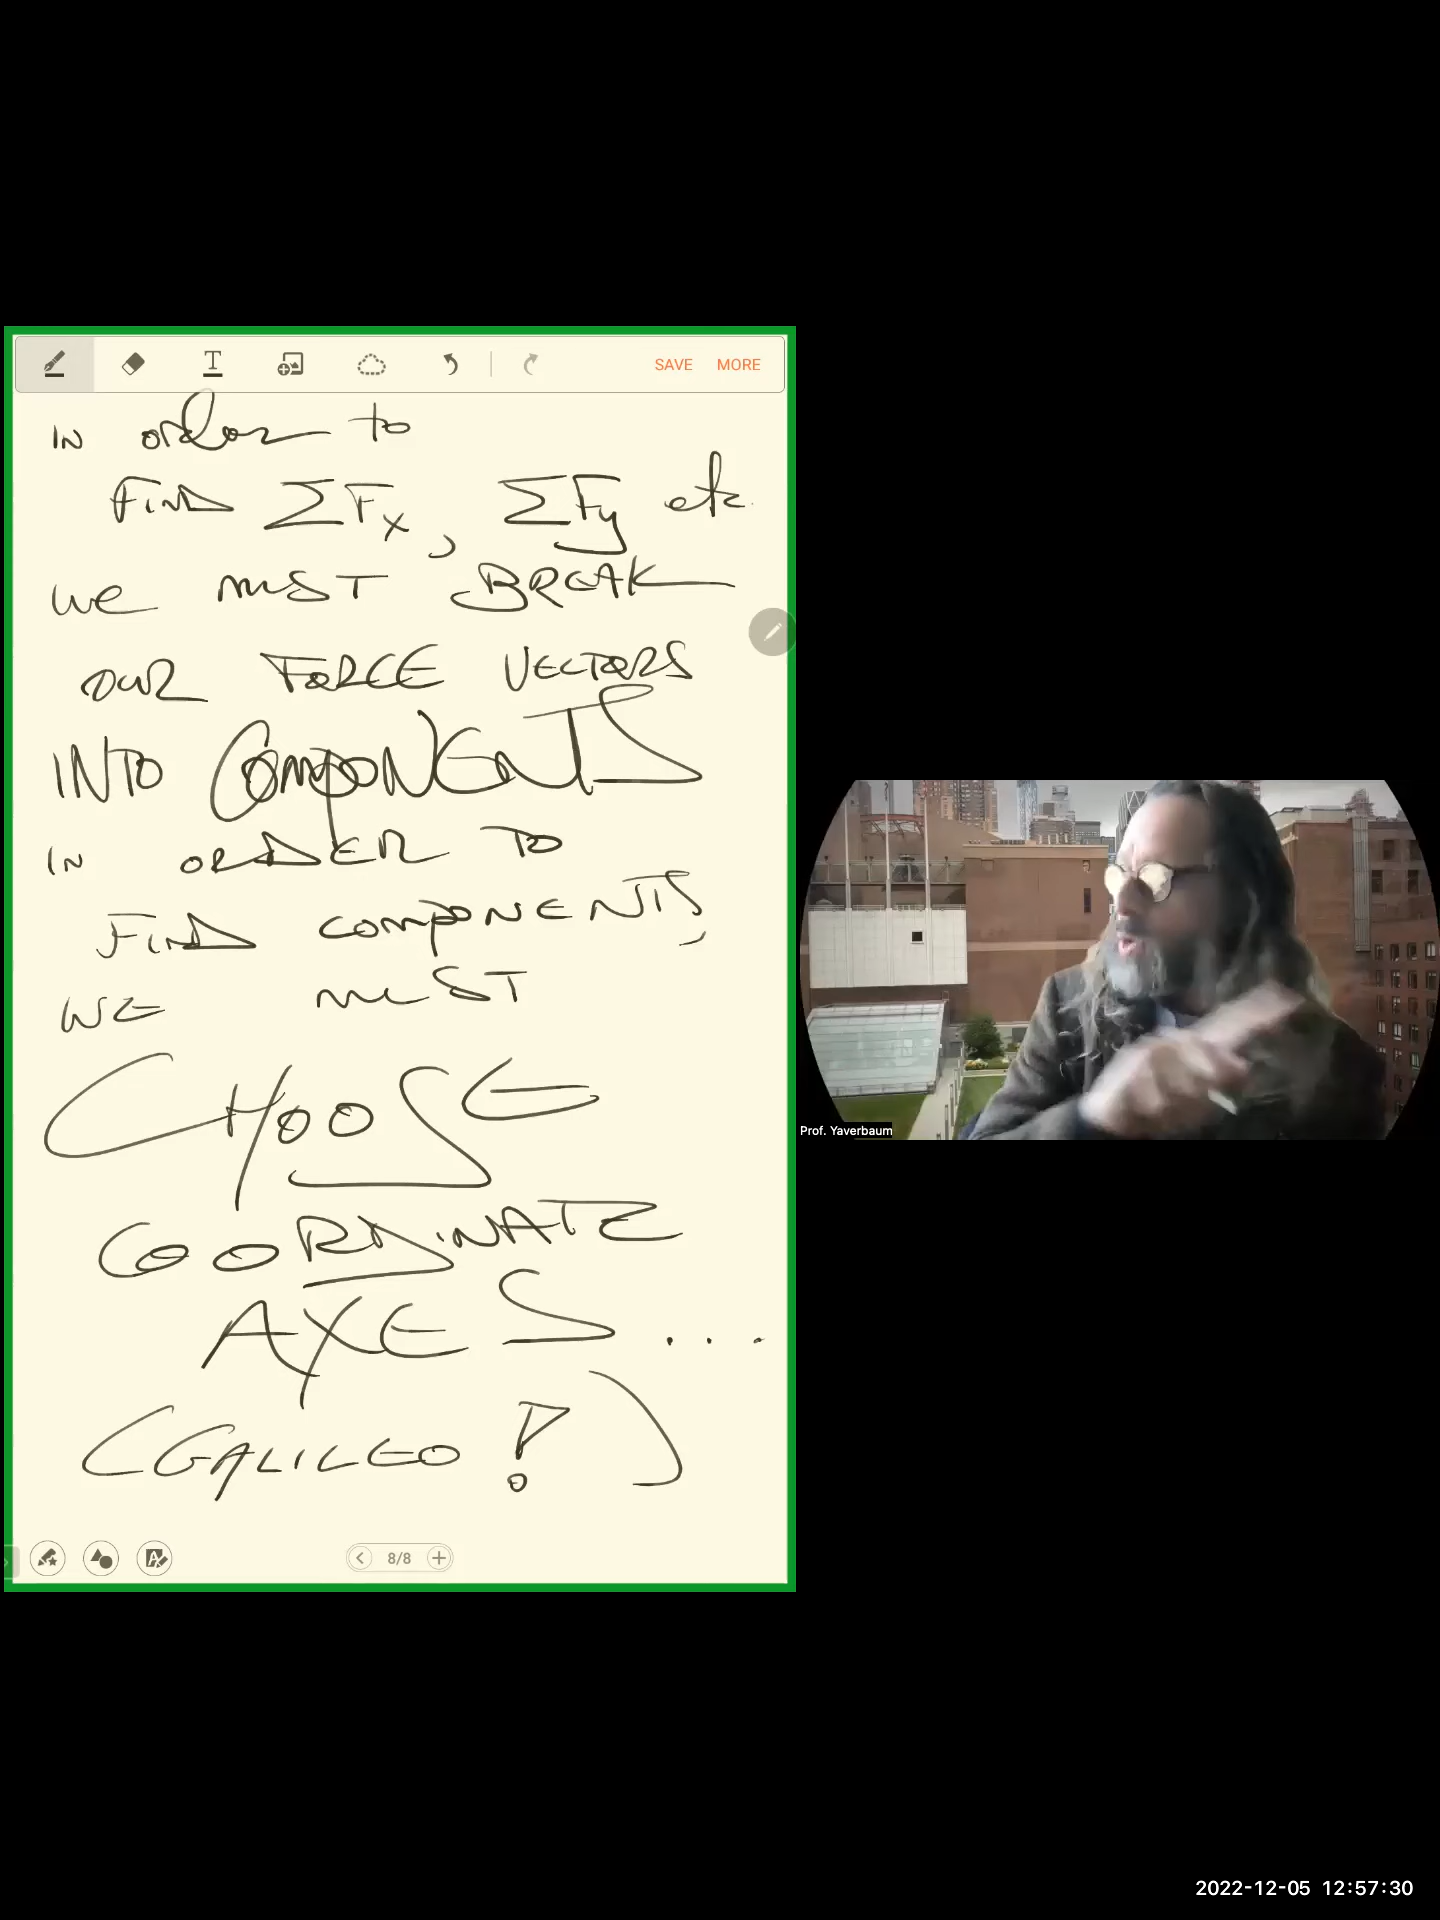 T
SAVE MORE
IN order to
FIND ΣFx, ΣFy etc.
WE MUST BREAK
OUR FORCE VECTORS
INTO COMPONENTS
IN ORDER TO
FIND COMPONENTS,
WE MUST
CHOOSE
COORDINATE
AXES...
(GALILEO!)
8/8
Prof. Yaverbaum
2022-12-05 12:57:30